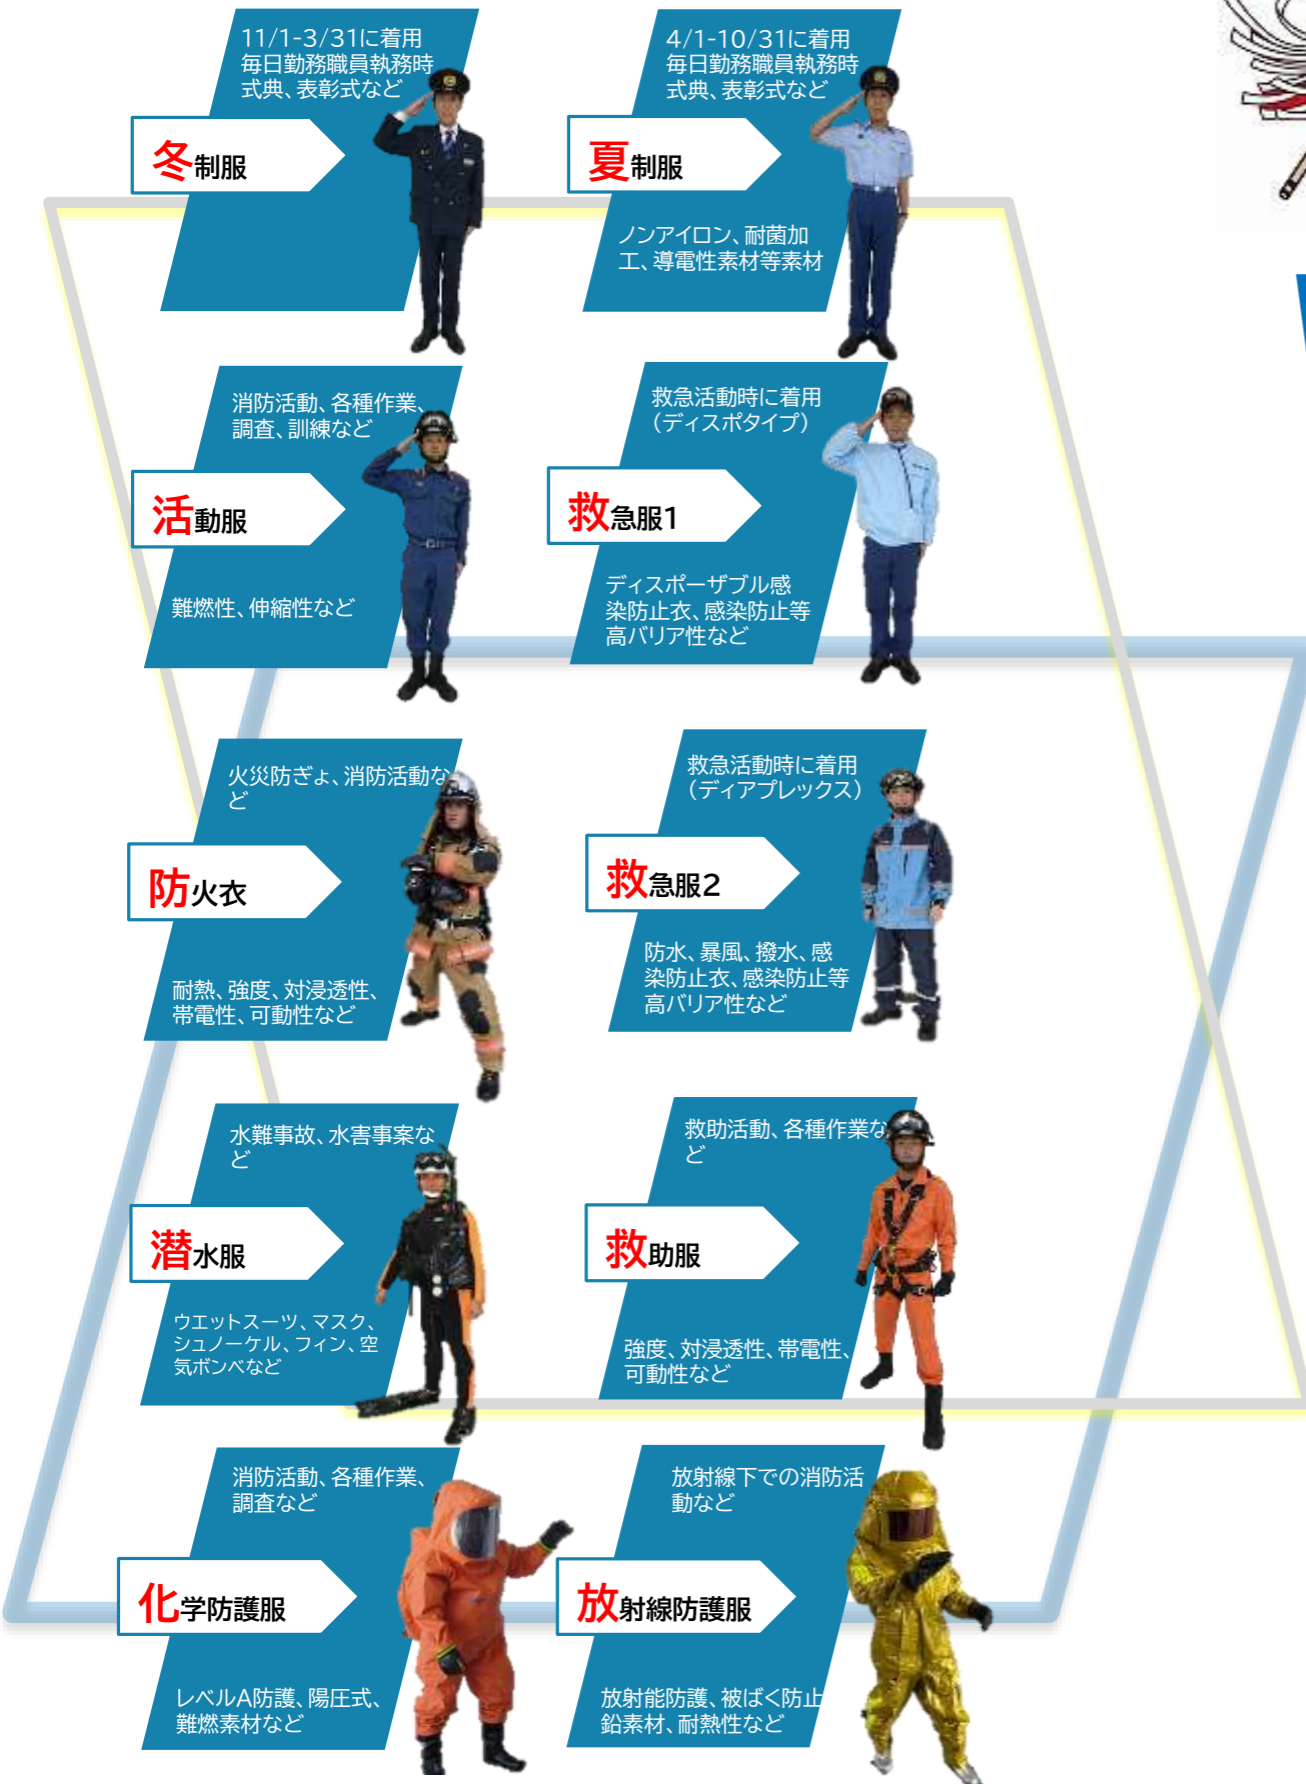 11/1-3/31に着用
毎日勤務職員執務時
式典、表彰式など
冬制服
4/1-10/31に着用
毎日勤務職員執務時
式典、表彰式など
夏制服
ノンアイロン、耐菌加
工、導電性素材等素材
消防活動、各種作業、
調査、訓練など
活動服
難燃性、伸縮性など
救急活動時に着用
（ディスポタイプ）
救急服1
ディスポーザブル感
染防止衣、感染防止等
高バリア性など
火災防ぎょ、消防活動な
ど
防火衣
耐熱、強度、対浸透性、
帯電性、可動性など
救急活動時に着用
（ディアプレックス）
救急服2
防水、暴風、撥水、感
染防止衣、感染防止等
高バリア性など
水難事故、水害事案な
ど
潜水服
ウエットスーツ、マスク、
シュノーケル、フィン、空
気ボンベなど
救助活動、各種作業な
ど
救助服
強度、対浸透性、帯電性、
可動性など
消防活動、各種作業、
調査など
化学防護服
レベルA防護、陽圧式、
難燃素材など
放射線下での消防活
動など
放射線防護服
放射能防護、被ばく防止
鉛素材、耐熱性など